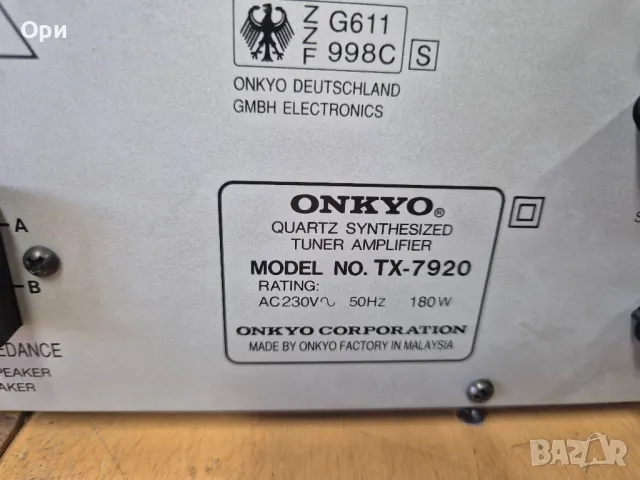 Ори
Z
Z
F
G611
998C
S
ONKYO DEUTSCHLAND
GMBH ELECTRONICS
ONKYO®
QUARTZ SYNTHESIZED
TUNER AMPLIFIER
MODEL NO. TX-7920
RATING:
AC230V∿ 50Hz 180W
ONKYO CORPORATION
MADE BY ONKYO FACTORY IN MALAYSIA
A
B
EDANCE
PEAKER
AKER
BAZAR